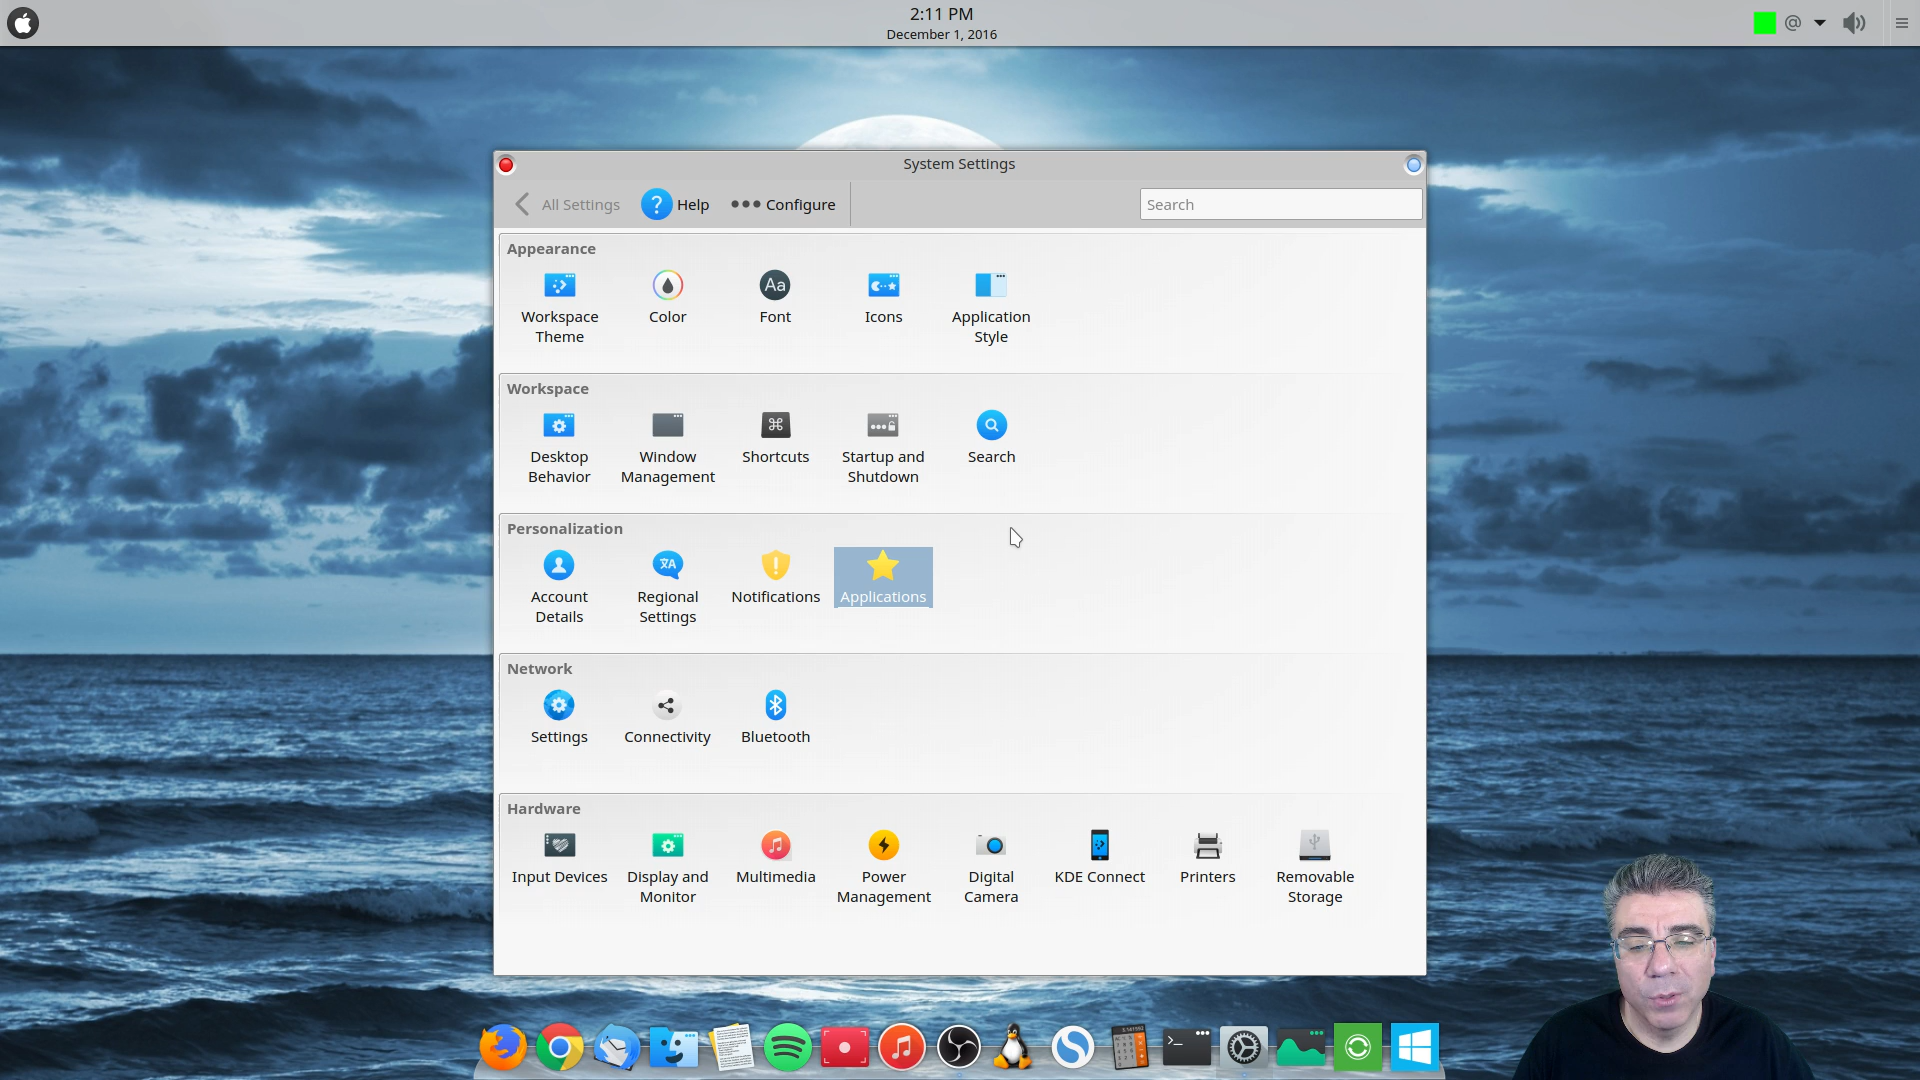 2:11 PM
December 1, 2016
System Settings
All Settings
Help
Configure
Search
Appearance
Workspace
Theme
Color
Font
Icons
Application
Style
Workspace
Desktop
Behavior
Window
Management
Shortcuts
Startup and
Shutdown
Search
Personalization
Account
Details
Regional
Settings
Notifications
Applications
Network
Settings
Connectivity
Bluetooth
Hardware
Input Devices
Display and
Monitor
Multimedia
Power
Management
Digital
Camera
KDE Connect
Printers
Removable
Storage